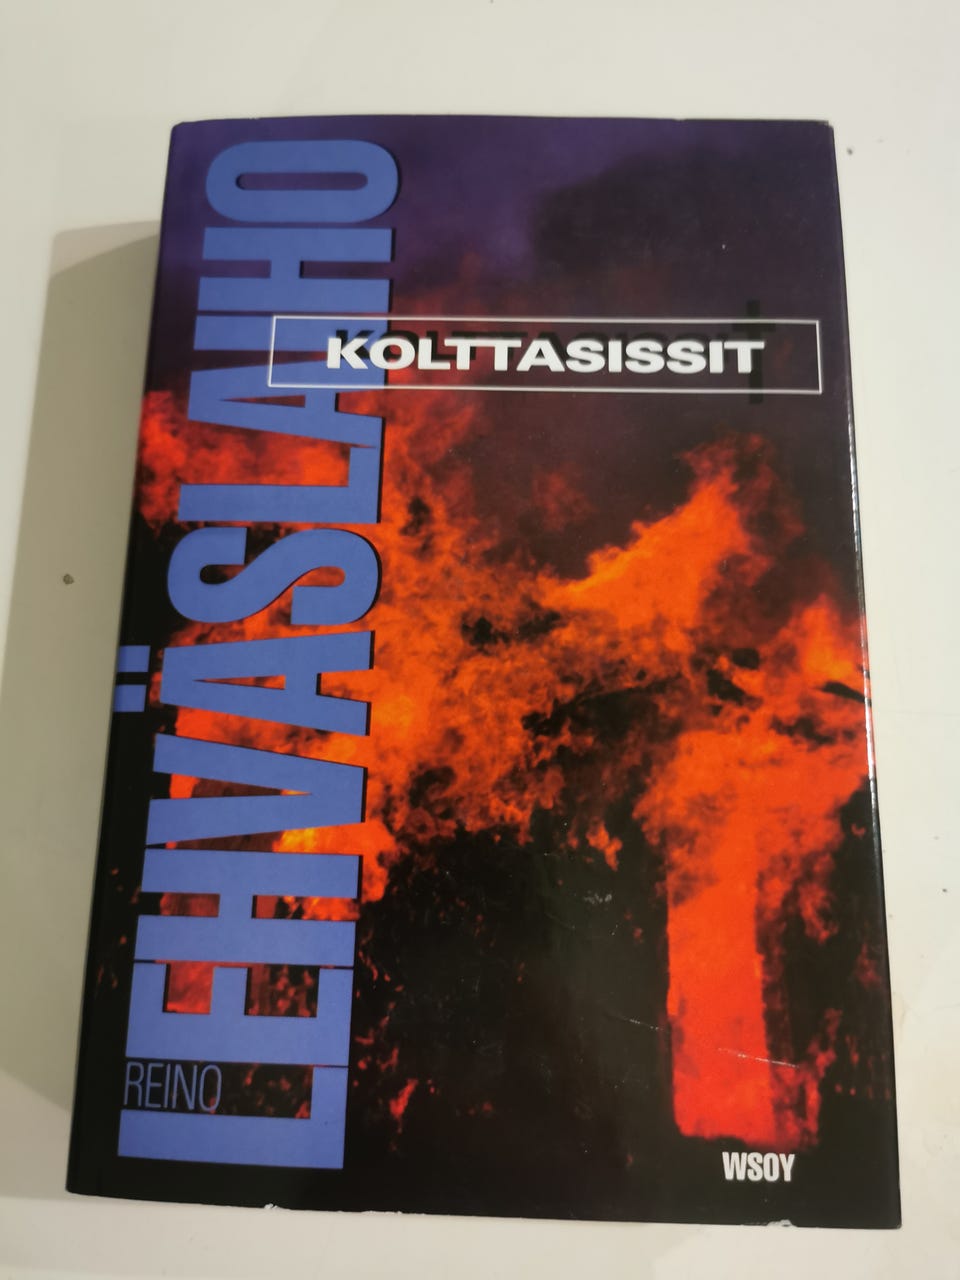 REINO
LEHVÄSLAIHO
KOLTTASISSIT
WSOY